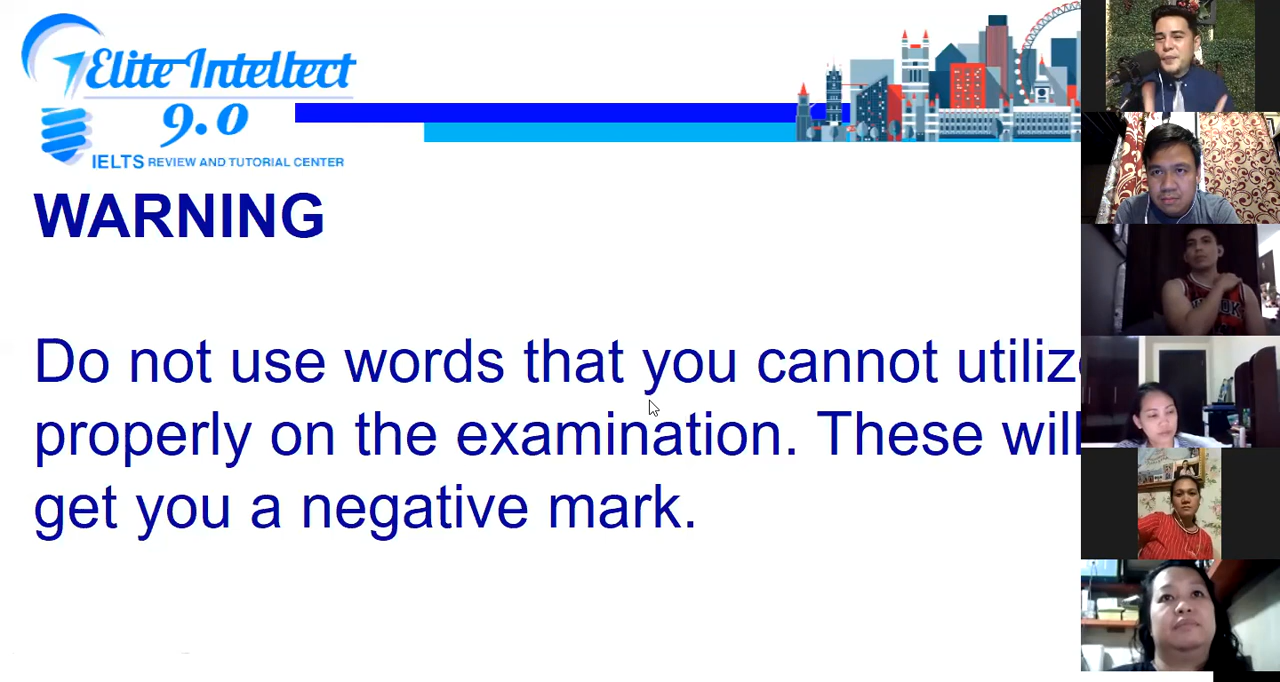 Elite Intellect
9.0
IELTS REVIEW AND TUTORIAL CENTER
WARNING
Do not use words that you cannot utiliz
properly on the examination. These will
get you a negative mark.